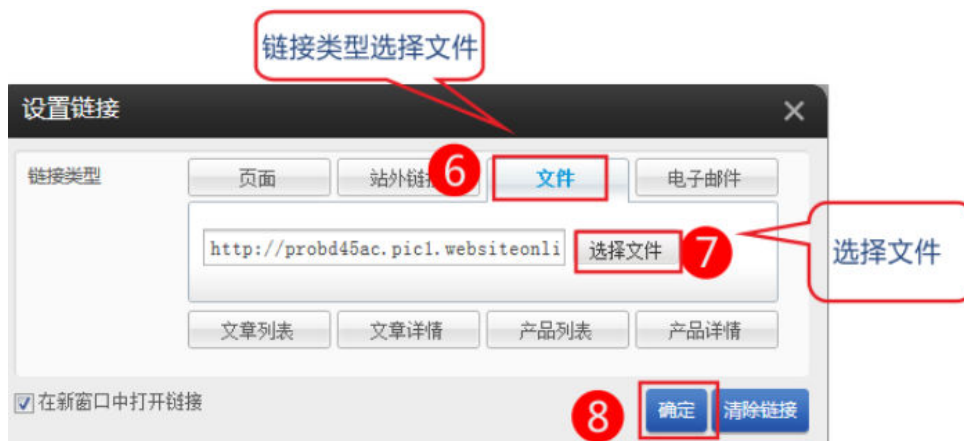 链接类型选择文件
设置链接
链接类型
页面
站外链
6
文件
电子邮件
http://probd45ac.pic1.websiteonli
选择文件
7
选择文件
文章列表
文章详情
产品列表
产品详情
在新窗口中打开链接
8
确定
清除链接